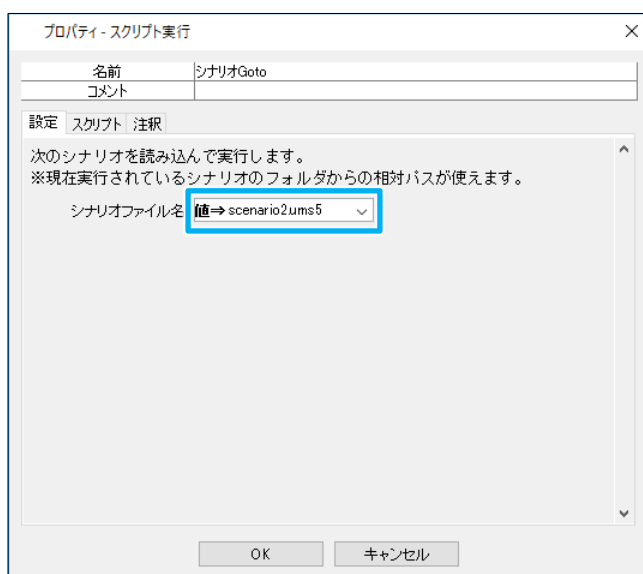 プロパティ - スクリプト実行
名前 シナリオGoto
コメント
設定 スクリプト 注釈
次のシナリオを読み込んで実行します。
※現在実行されているシナリオのフォルダからの相対パスが使えます。
シナリオファイル名 値⇒ scenario2.ums5
OK キャンセル